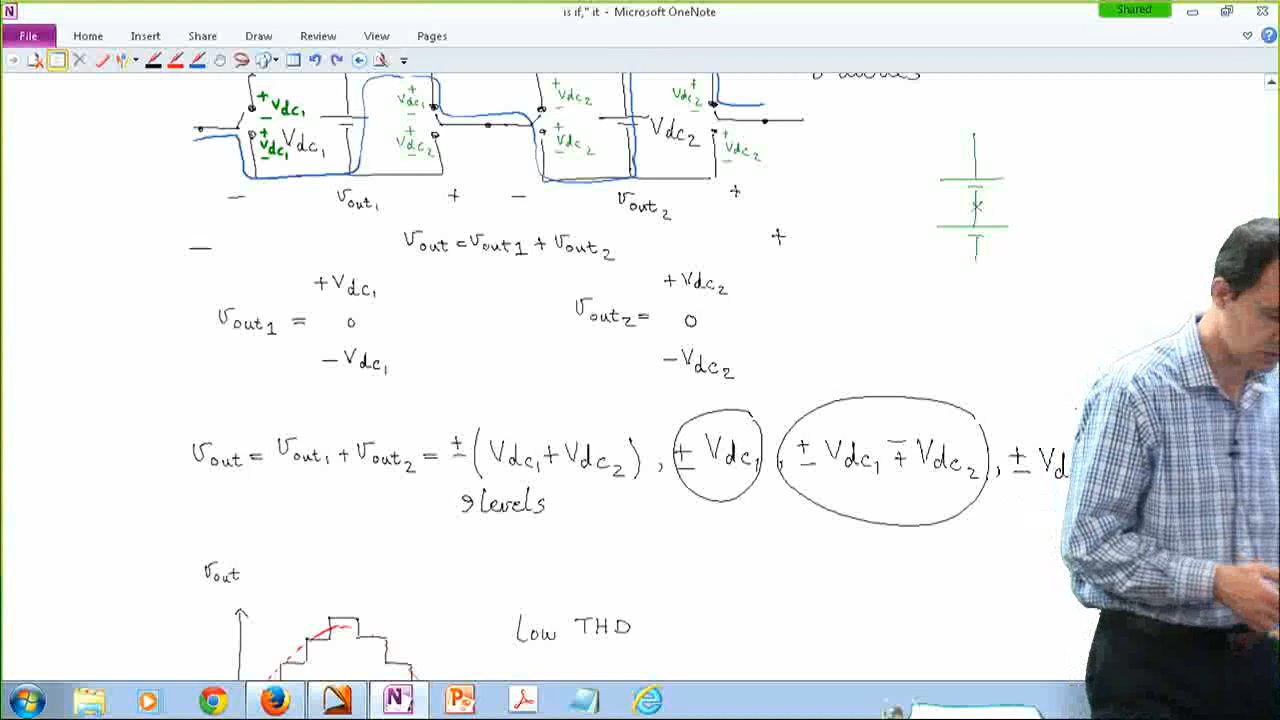 is if," it - Microsoft OneNote
Shared
File Home Insert Share Draw Review View Pages
+ Vdc1 - + Vdc1 - + Vdc2 - + Vdc2 -
+ Vdc1 - Vdc1 + Vdc2 - + Vdc2 - Vdc2 + Vdc2 -
- Vout1 + - Vout2 +
- Vout = Vout1 + Vout2 +
+Vdc1 +Vdc2
Vout1 = 0 Vout2 = 0
-Vdc1 -Vdc2
Vout = Vout1 + Vout2 = ± (Vdc1 + Vdc2), ± Vdc1, ± Vdc1 ∓ Vdc2, ± Vd
9 levels
Vout
Low THD